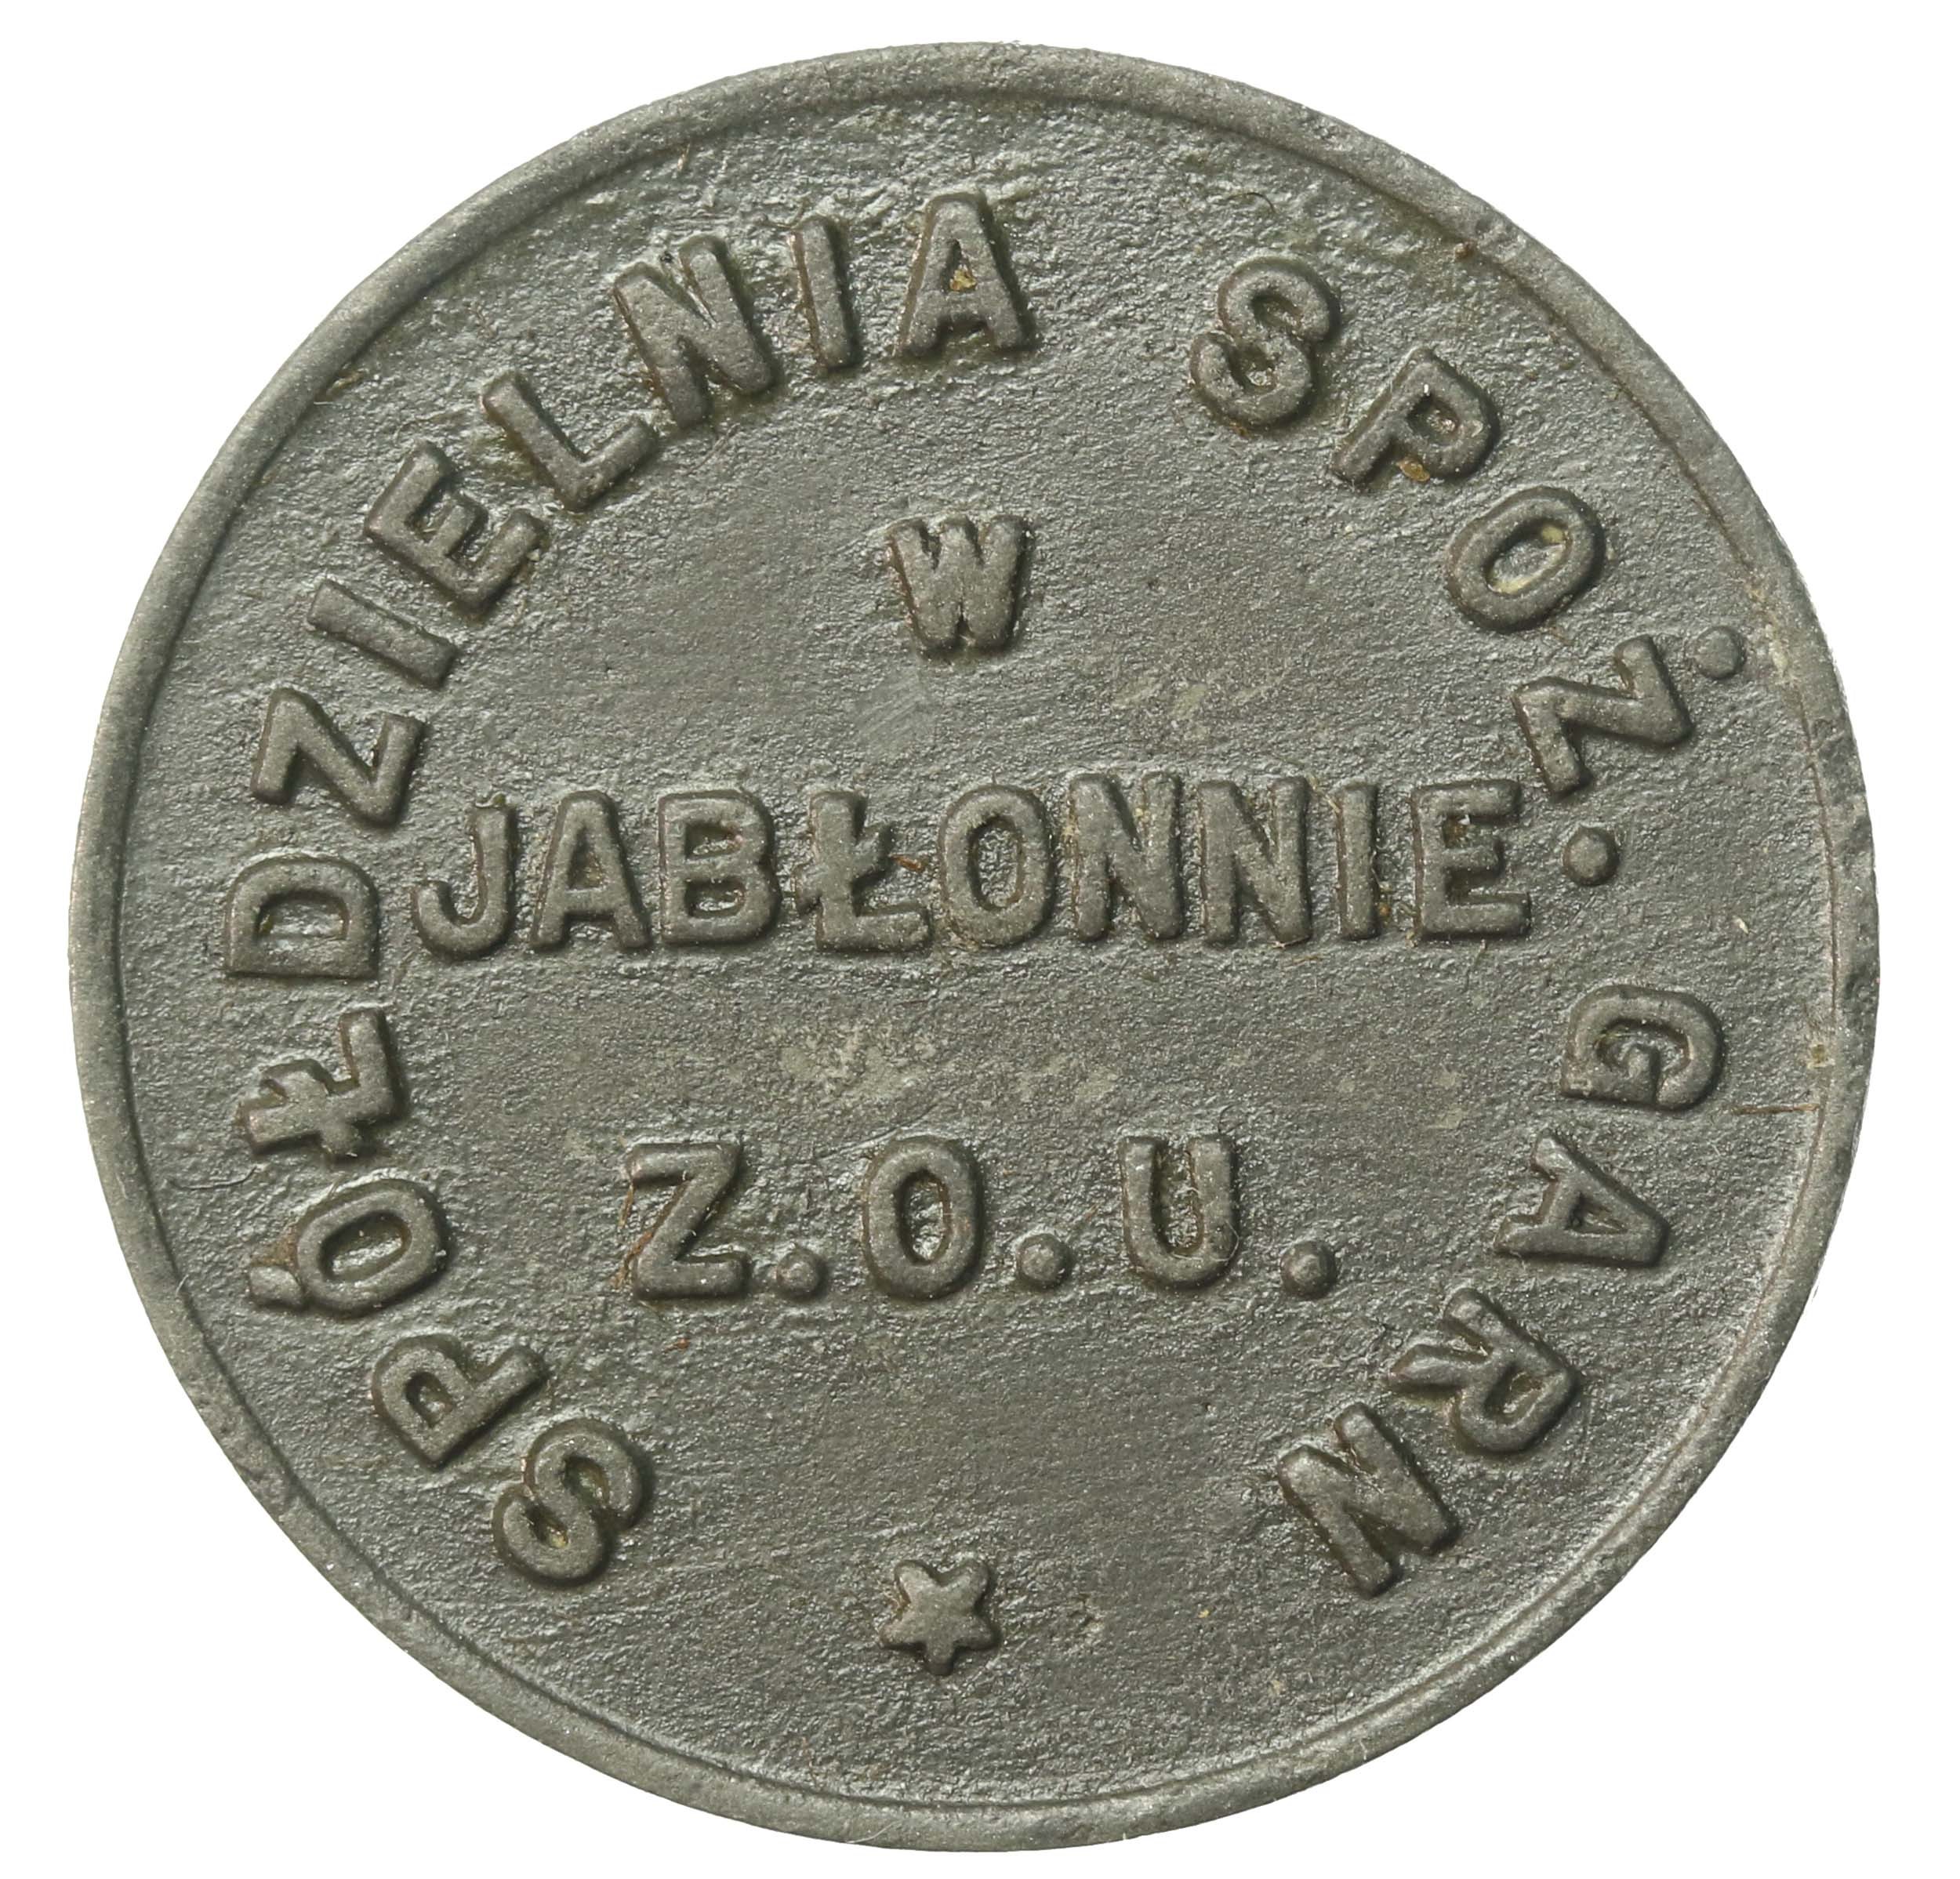 SPÓŁDZIELNIA SPOŻ. GARN
W
JABŁONNIE
Z.O.U.